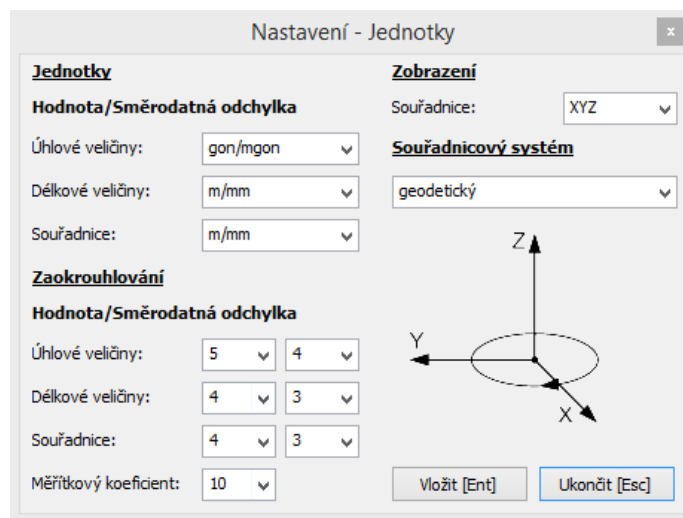 Nastavení - Jednotky
x
Jednotky
Hodnota/Směrodatná odchylka
Úhlové veličiny: gon/mgon
Délkové veličiny: m/mm
Souřadnice: m/mm
Zaokrouhlování
Hodnota/Směrodatná odchylka
Úhlové veličiny: 5 4
Délkové veličiny: 4 3
Souřadnice: 4 3
Měřítkový koeficient: 10
Zobrazení
Souřadnice: XYZ
Souřadnicový systém
geodetický
Z
Y
X
Vložit [Ent] Ukončit [Esc]